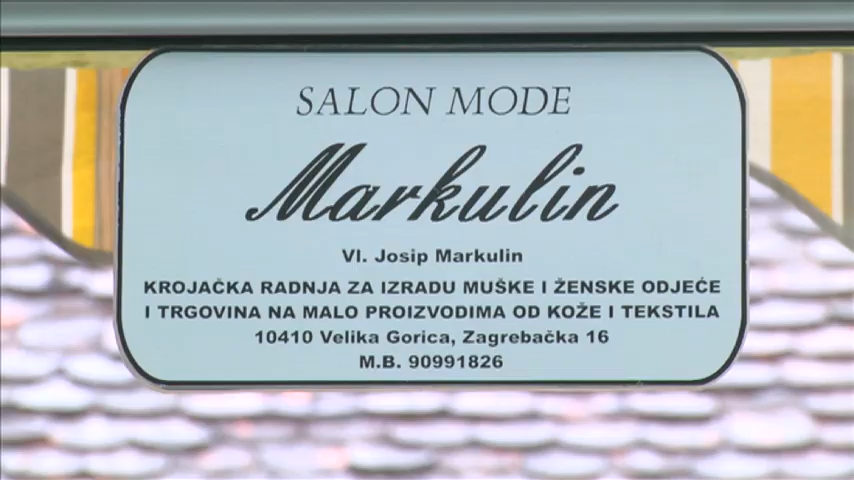 SALON MODE
Markulin
Vl. Josip Markulin
KROJAČKA RADNJA ZA IZRADU MUŠKE I ŽENSKE ODJEĆE
I TRGOVINA NA MALO PROIZVODIMA OD KOŽE I TEKSTILA
10410 Velika Gorica, Zagrebačka 16
M.B. 90991826